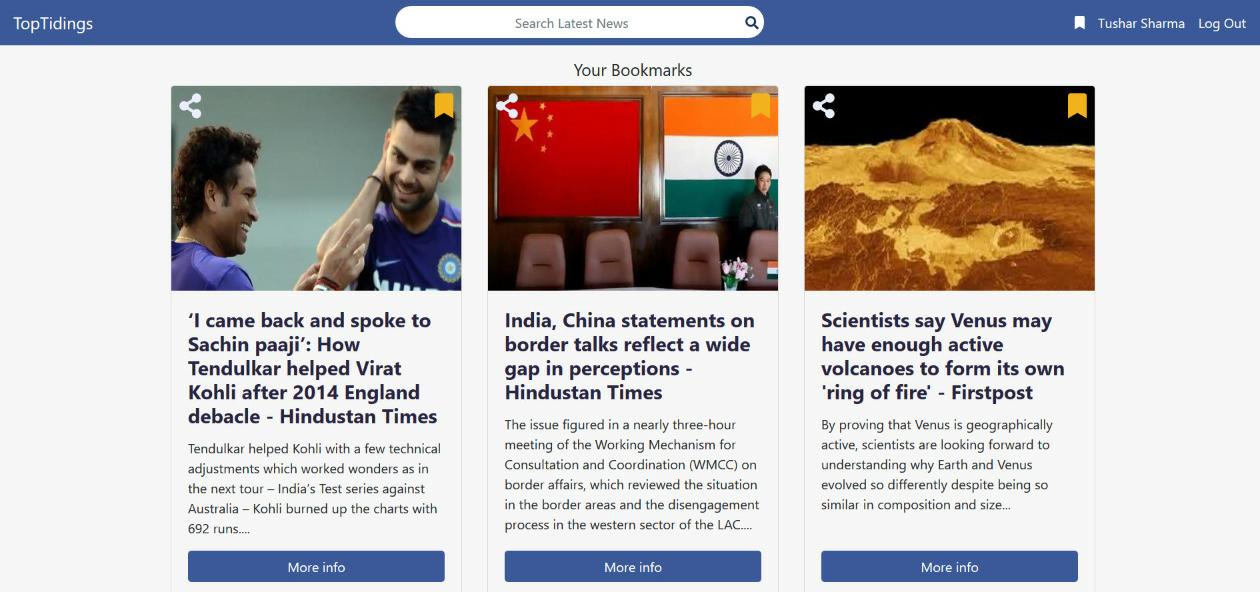 TopTidings
Search Latest News
Tushar Sharma
Log Out
Your Bookmarks
‘I came back and spoke to
Sachin paaji’: How
Tendulkar helped Virat
Kohli after 2014 England
debacle - Hindustan Times
Tendulkar helped Kohli with a few technical
adjustments which worked wonders as in
the next tour – India’s Test series against
Australia – Kohli burned up the charts with
692 runs....
More info
India, China statements on
border talks reflect a wide
gap in perceptions -
Hindustan Times
The issue figured in a nearly three-hour
meeting of the Working Mechanism for
Consultation and Coordination (WMCC) on
border affairs, which reviewed the situation
in the border areas and the disengagement
process in the western sector of the LAC....
More info
Scientists say Venus may
have enough active
volcanoes to form its own
'ring of fire' - Firstpost
By proving that Venus is geographically
active, scientists are looking forward to
understanding why Earth and Venus
evolved so differently despite being so
similar in composition and size...
More info